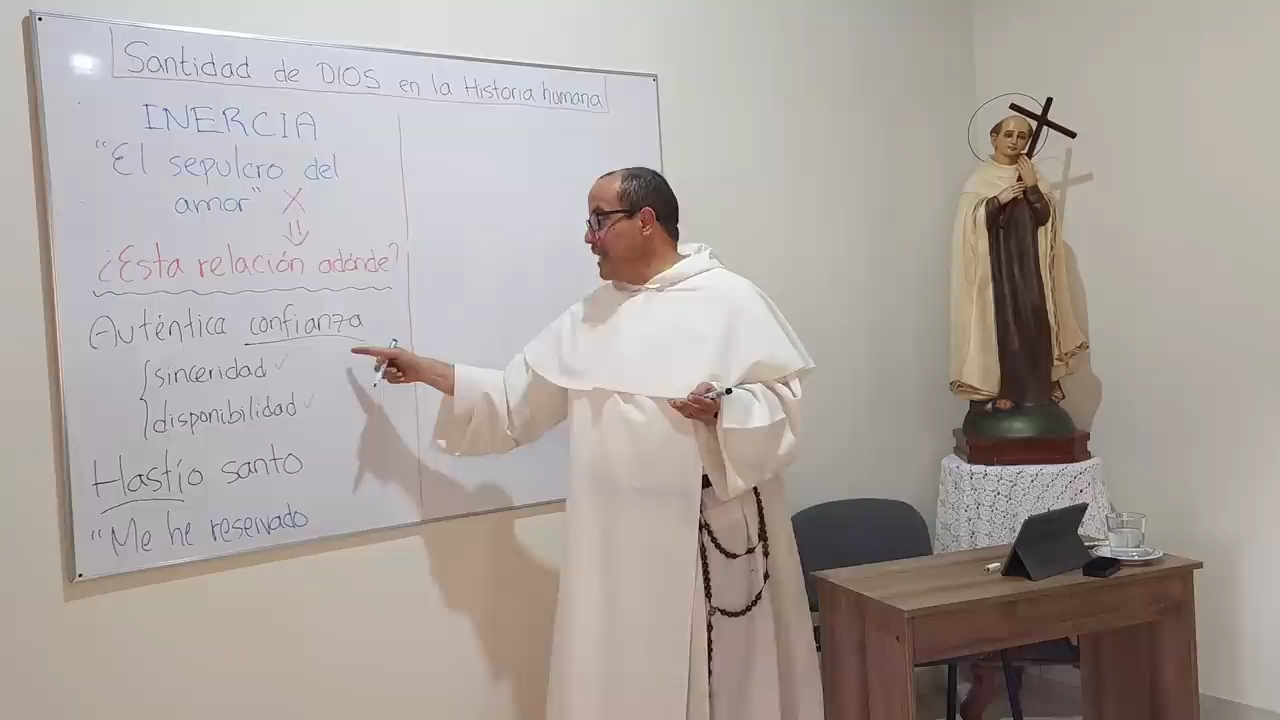 Santidad de DIOS en la Historia humana
INERCIA
"El sepulcro del
amor" X
¿Esta relación adónde?
Auténtica confianza
sinceridad ✓
disponibilidad ✓
Hastío santo
"Me he reservado